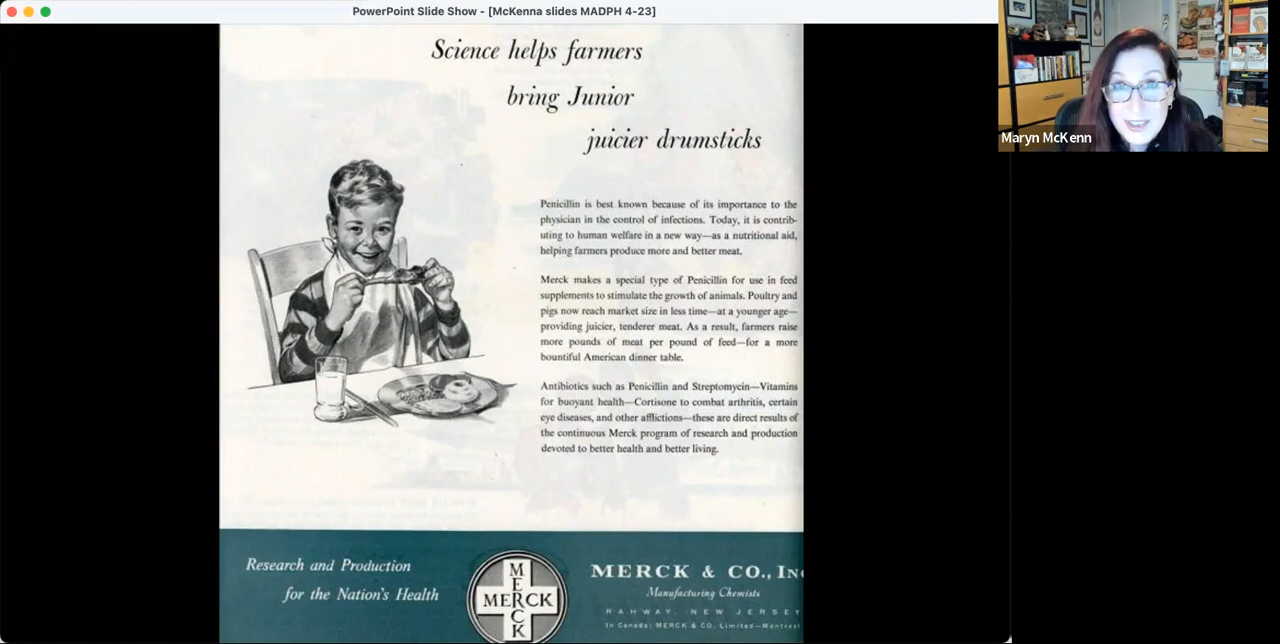 PowerPoint Slide Show - [McKenna slides MADPH 4-23]
Science helps farmers
bring Junior
juicier drumsticks
Penicillin is best known because of its importance to the
physician in the control of infections. Today, it is contrib-
uting to human welfare in a new way—as a nutritional aid,
helping farmers produce more and better meat.
Merck makes a special type of Penicillin for use in feed
supplements to stimulate the growth of animals. Poultry and
pigs now reach market size in less time—at a younger age—
providing juicier, tenderer meat. As a result, farmers raise
more pounds of meat per pound of feed—for a more
bountiful American dinner table.
Antibiotics such as Penicillin and Streptomycin—Vitamins
for buoyant health—Cortisone to combat arthritis, certain
eye diseases, and other afflictions—these are direct results of
the continuous Merck program of research and production
devoted to better health and better living.
Research and Production
for the Nation's Health
MERCK
MERCK
MERCK & CO., IN
Manufacturing Chemists
RAHWAY, NEW JERSEY
In Canada: MERCK & CO. Limited—Montreal
Maryn McKenn